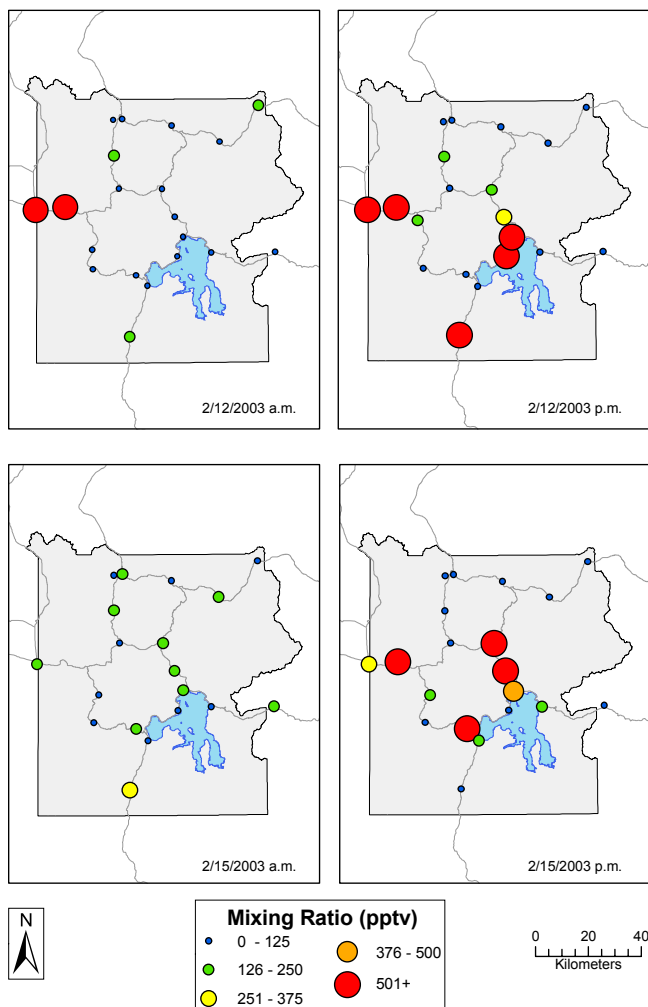 2/12/2003 a.m.
2/12/2003 p.m.
2/15/2003 a.m.
2/15/2003 p.m.
N
Mixing Ratio (pptv)
0 - 125
126 - 250
251 - 375
376 - 500
501+
0 20 40
Kilometers